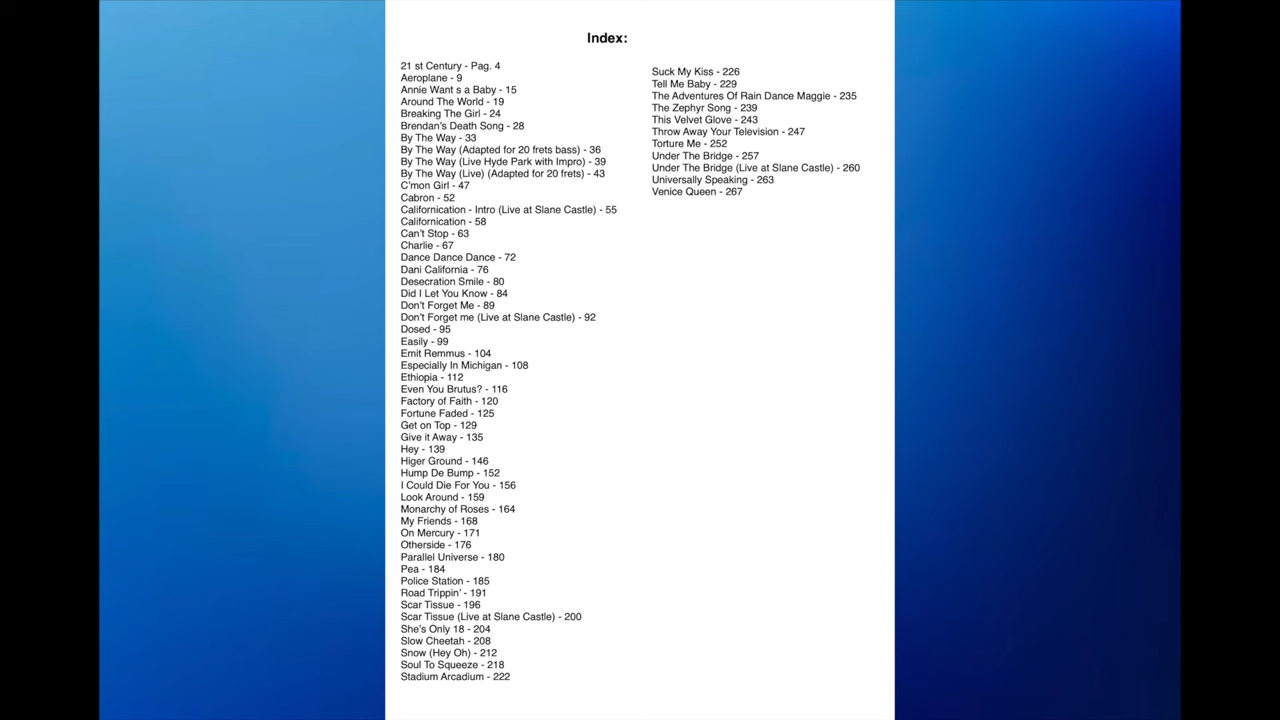 Index:
21 st Century - Pag. 4
Aeroplane - 9
Annie Want s a Baby - 15
Around The World - 19
Breaking The Girl - 24
Brendan's Death Song - 28
By The Way - 33
By The Way (Adapted for 20 frets bass) - 36
By The Way (Live Hyde Park with Impro) - 39
By The Way (Live) (Adapted for 20 frets) - 43
C'mon Girl - 47
Cabron - 52
Californication - Intro (Live at Slane Castle) - 55
Californication - 58
Can't Stop - 63
Charlie - 67
Dance Dance Dance - 72
Dani California - 76
Desecration Smile - 80
Did I Let You Know - 84
Don't Forget Me - 89
Don't Forget me (Live at Slane Castle) - 92
Dosed - 95
Easily - 99
Emit Remmus - 104
Especially In Michigan - 108
Ethiopia - 112
Even You Brutus? - 116
Factory of Faith - 120
Fortune Faded - 125
Get on Top - 129
Give it Away - 135
Hey - 139
Higer Ground - 146
Hump De Bump - 152
I Could Die For You - 156
Look Around - 159
Monarchy of Roses - 164
My Friends - 168
On Mercury - 171
Otherside - 176
Parallel Universe - 180
Pea - 184
Police Station - 185
Road Trippin' - 191
Scar Tissue - 196
Scar Tissue (Live at Slane Castle) - 200
She's Only 18 - 204
Slow Cheetah - 208
Snow (Hey Oh) - 212
Soul To Squeeze - 218
Stadium Arcadium - 222
Suck My Kiss - 226
Tell Me Baby - 229
The Adventures Of Rain Dance Maggie - 235
The Zephyr Song - 239
This Velvet Glove - 243
Throw Away Your Television - 247
Torture Me - 252
Under The Bridge - 257
Under The Bridge (Live at Slane Castle) - 260
Universally Speaking - 263
Venice Queen - 267